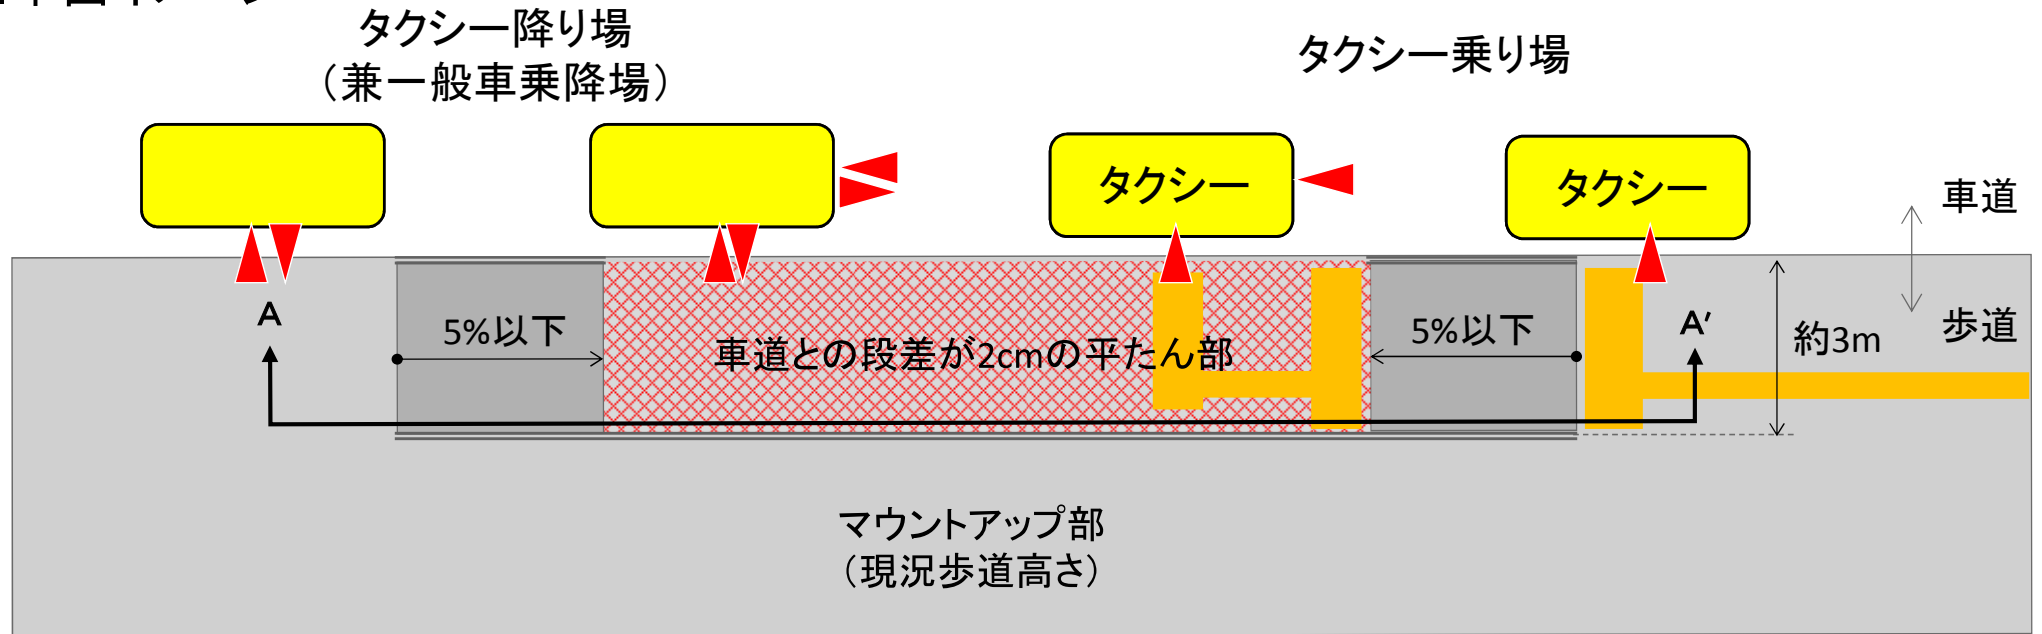 タクシー降り場
（兼一般車乗降場）
タクシー乗り場
タクシー
タクシー
車道
歩道
A
5%以下
車道との段差が2cmの平たん部
5%以下
A′
約3m
マウントアップ部
（現況歩道高さ）